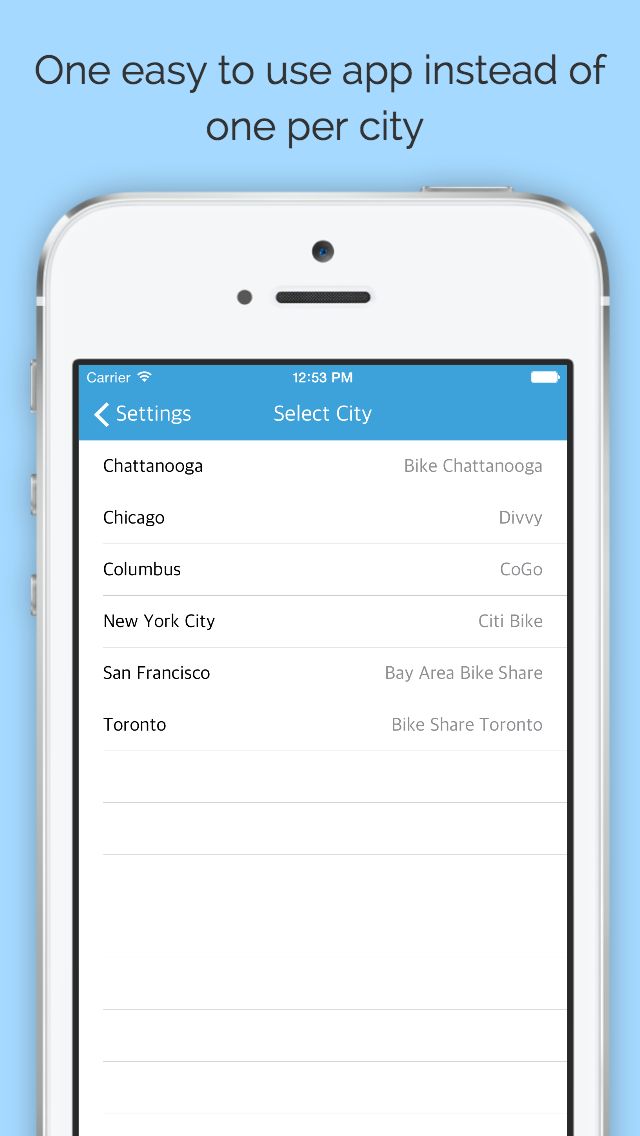 One easy to use app instead of
one per city
Carrier 12:53 PM
Settings Select City
Chattanooga Bike Chattanooga
Chicago Divvy
Columbus CoGo
New York City Citi Bike
San Francisco Bay Area Bike Share
Toronto Bike Share Toronto